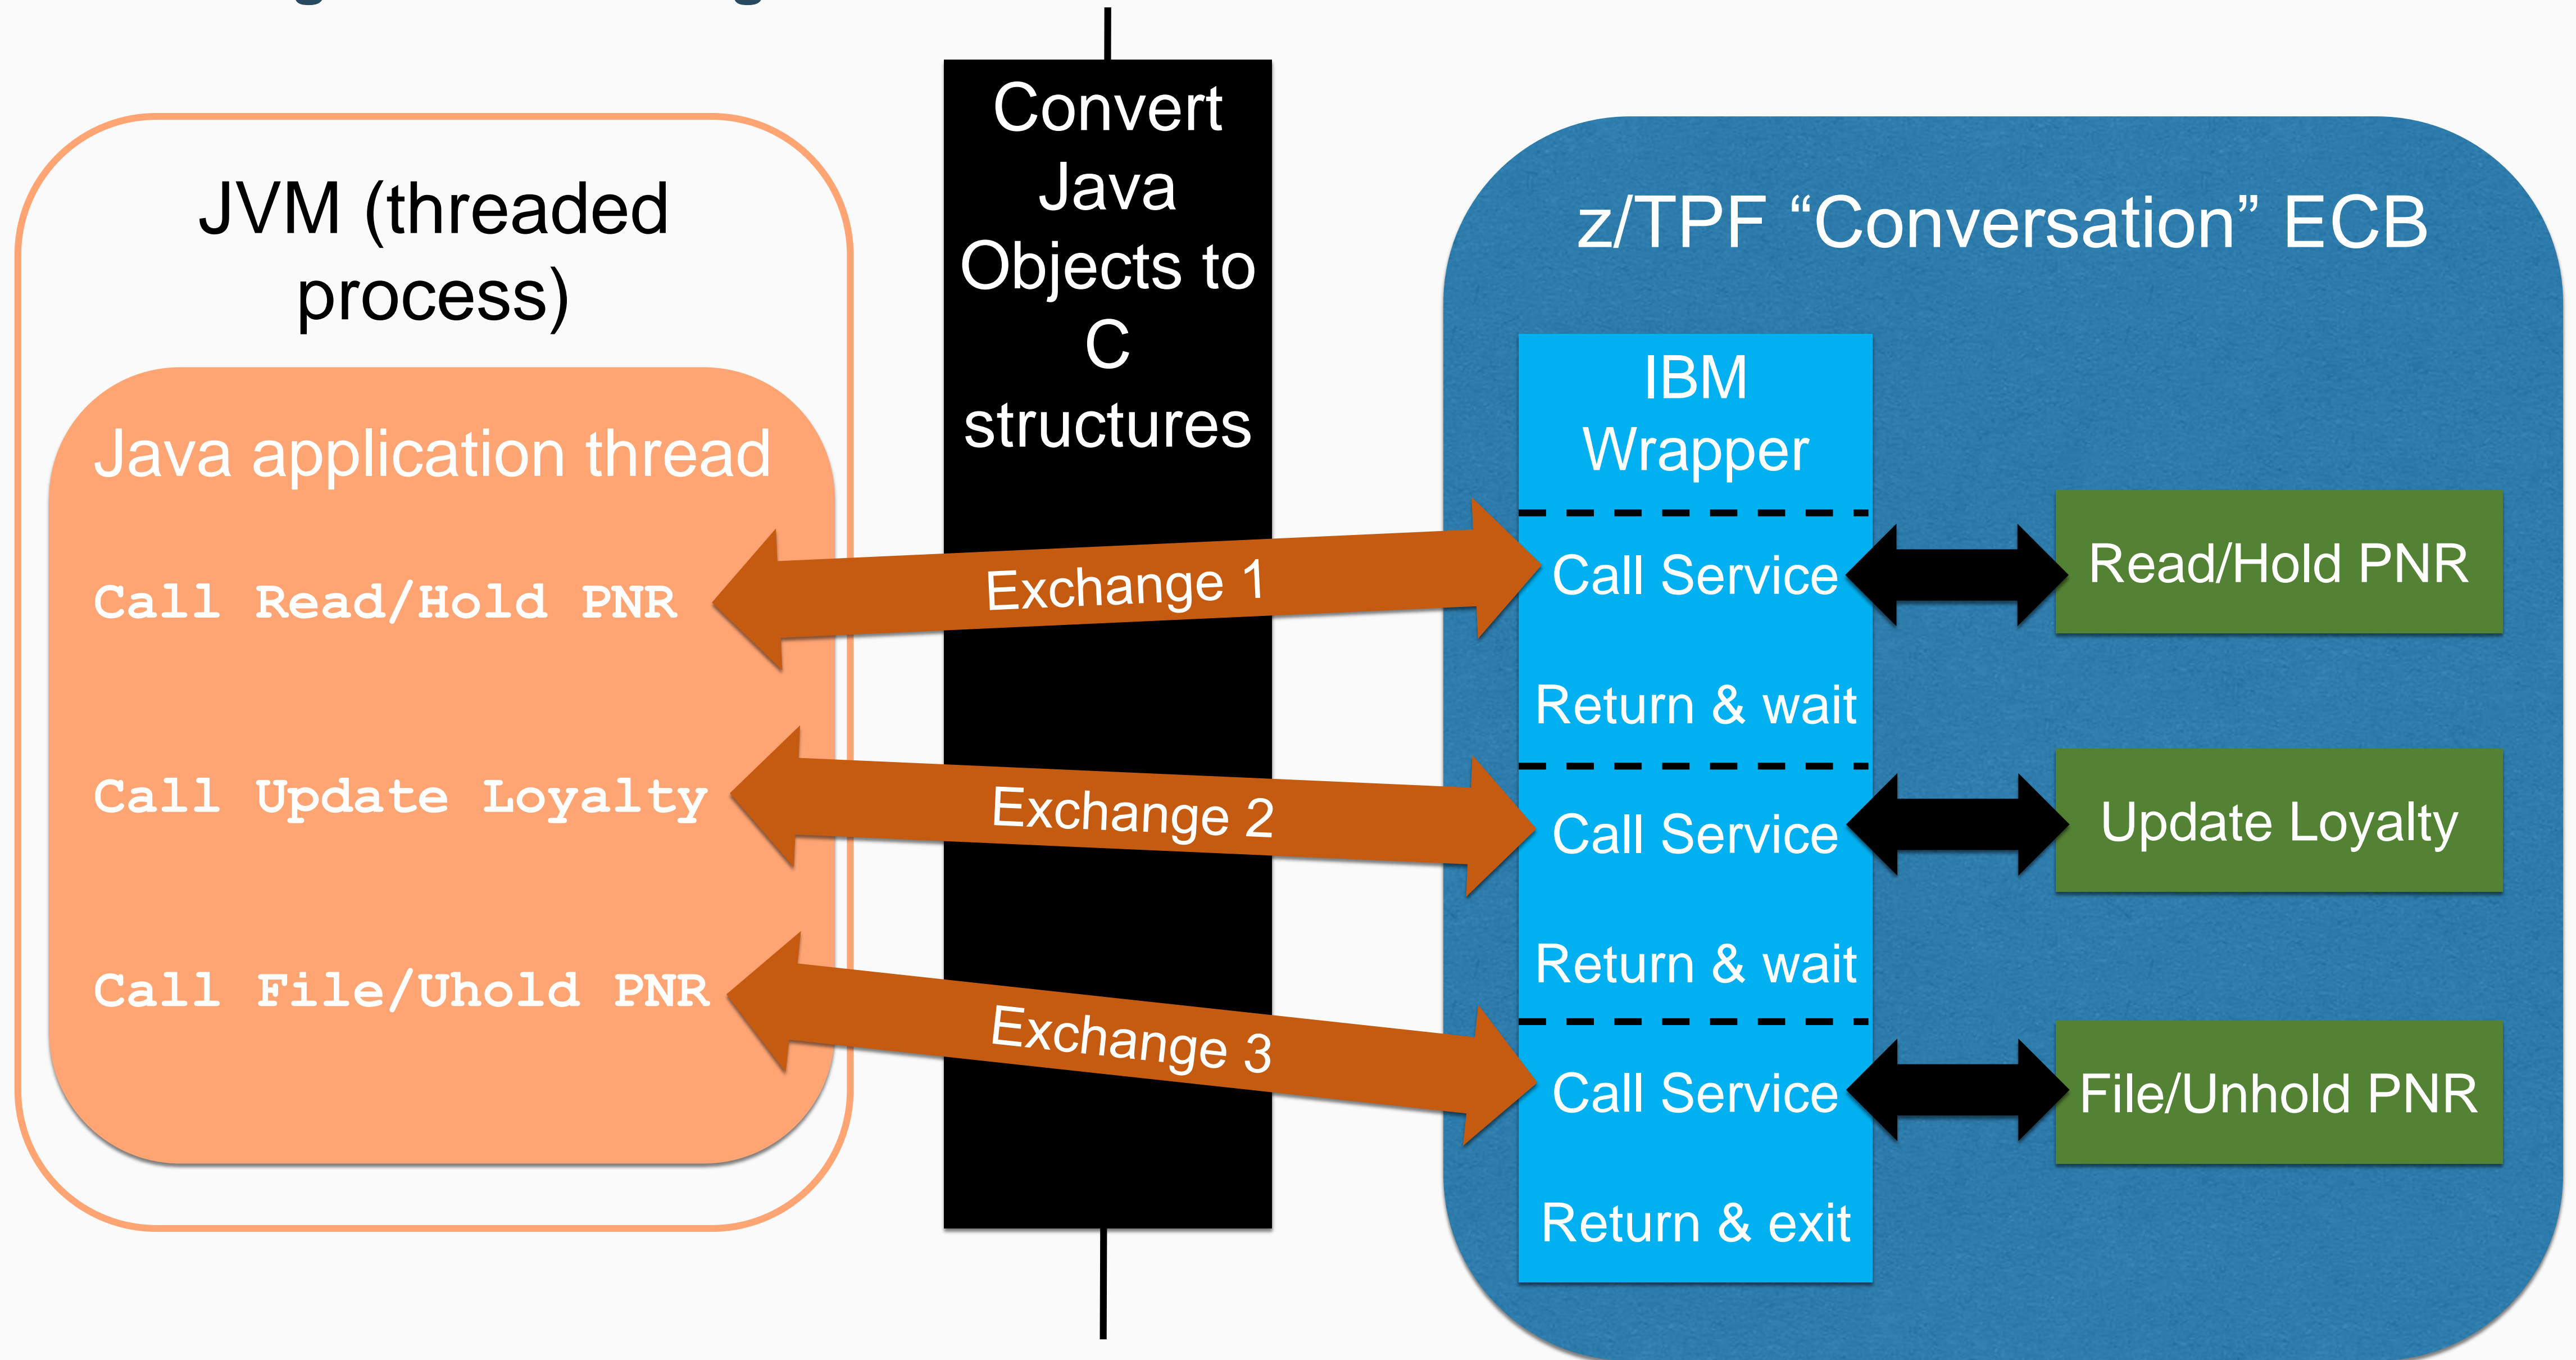 JVM (threaded
process)
Java application thread
Call Read/Hold PNR
Call Update Loyalty
Call File/Uhold PNR
Convert
Java
Objects to
C
structures
Exchange 1
Exchange 2
Exchange 3
z/TPF “Conversation” ECB
IBM
Wrapper
Call Service
Return & wait
Call Service
Return & wait
Call Service
Return & exit
Read/Hold PNR
Update Loyalty
File/Unhold PNR